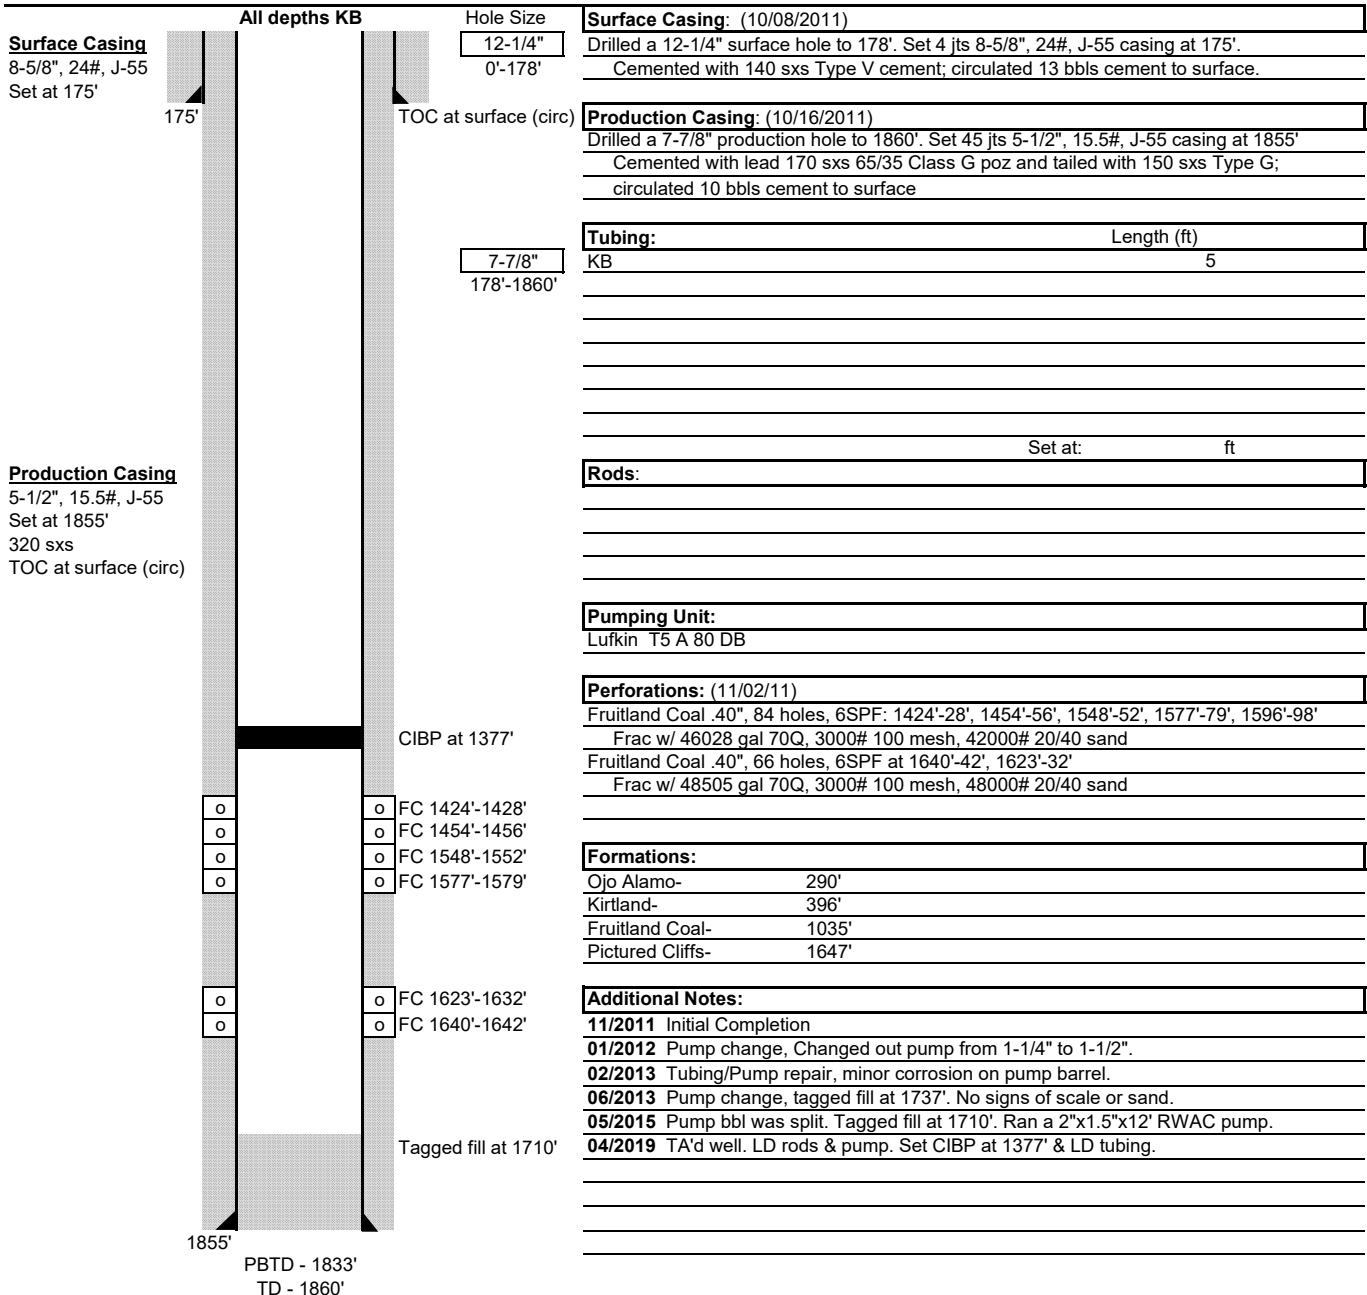 All depths KB
Hole Size
Surface Casing
8-5/8", 24#, J-55
Set at 175'
12-1/4"
0'-178'
175'
TOC at surface (circ)
7-7/8"
178'-1860'
Production Casing
5-1/2", 15.5#, J-55
Set at 1855'
320 sxs
TOC at surface (circ)
CIBP at 1377'
o o FC 1424'-1428'
o o FC 1454'-1456'
o o FC 1548'-1552'
o o FC 1577'-1579'
o o FC 1623'-1632'
o o FC 1640'-1642'
Tagged fill at 1710'
1855'
PBTD - 1833'
TD - 1860'
Surface Casing: (10/08/2011)
Drilled a 12-1/4" surface hole to 178'. Set 4 jts 8-5/8", 24#, J-55 casing at 175'.
Cemented with 140 sxs Type V cement; circulated 13 bbls cement to surface.
Production Casing: (10/16/2011)
Drilled a 7-7/8" production hole to 1860'. Set 45 jts 5-1/2", 15.5#, J-55 casing at 1855'
Cemented with lead 170 sxs 65/35 Class G poz and tailed with 150 sxs Type G;
circulated 10 bbls cement to surface
Tubing: Length (ft)
KB 5
Set at: ft
Rods:
Pumping Unit:
Lufkin T5 A 80 DB
Perforations: (11/02/11)
Fruitland Coal .40", 84 holes, 6SPF: 1424'-28', 1454'-56', 1548'-52', 1577'-79', 1596'-98'
Frac w/ 46028 gal 70Q, 3000# 100 mesh, 42000# 20/40 sand
Fruitland Coal .40", 66 holes, 6SPF at 1640'-42', 1623'-32'
Frac w/ 48505 gal 70Q, 3000# 100 mesh, 48000# 20/40 sand
Formations:
Ojo Alamo- 290'
Kirtland- 396'
Fruitland Coal- 1035'
Pictured Cliffs- 1647'
Additional Notes:
11/2011 Initial Completion
01/2012 Pump change, Changed out pump from 1-1/4" to 1-1/2".
02/2013 Tubing/Pump repair, minor corrosion on pump barrel.
06/2013 Pump change, tagged fill at 1737'. No signs of scale or sand.
05/2015 Pump bbl was split. Tagged fill at 1710'. Ran a 2"x1.5"x12' RWAC pump.
04/2019 TA'd well. LD rods & pump. Set CIBP at 1377' & LD tubing.